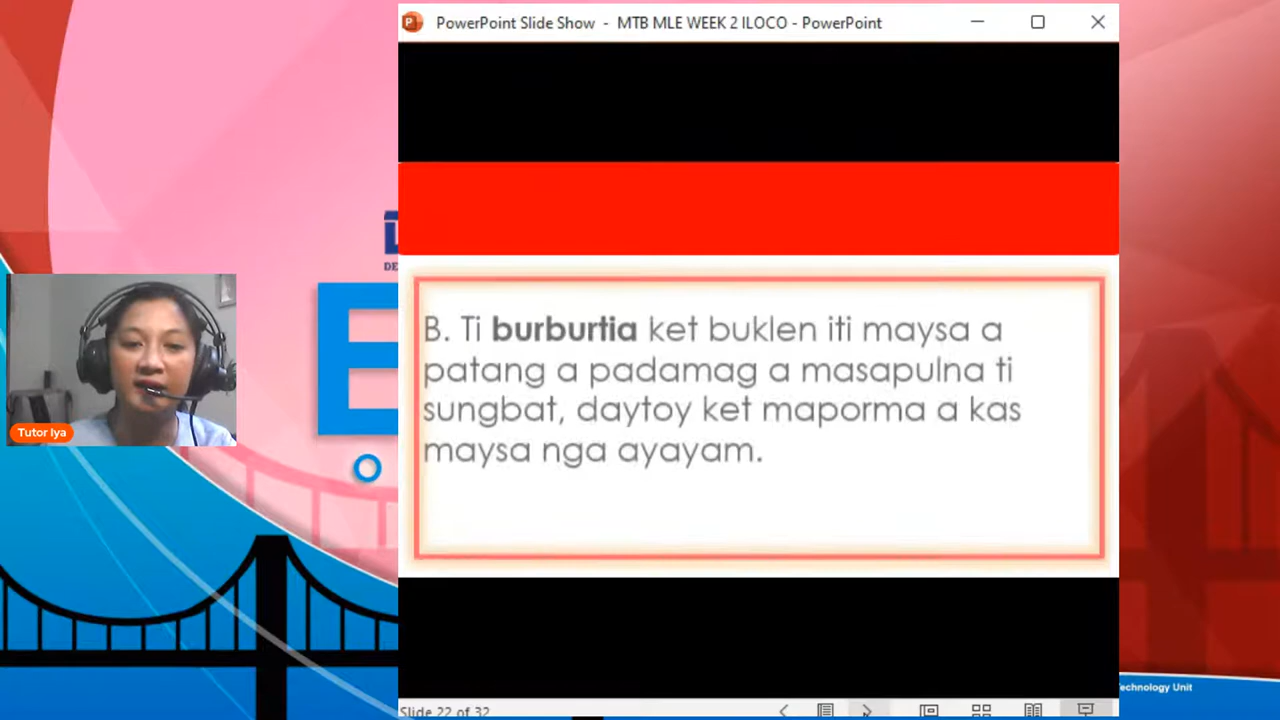 PowerPoint Slide Show - MTB MLE WEEK 2 ILOCO - PowerPoint
B. Ti burburtia ket buklen iti maysa a
patang a padamag a masapulna ti
sungbat, daytoy ket maporma a kas
maysa nga ayayam.
Tutor Iya
Technology Unit
Slide 22 of 32